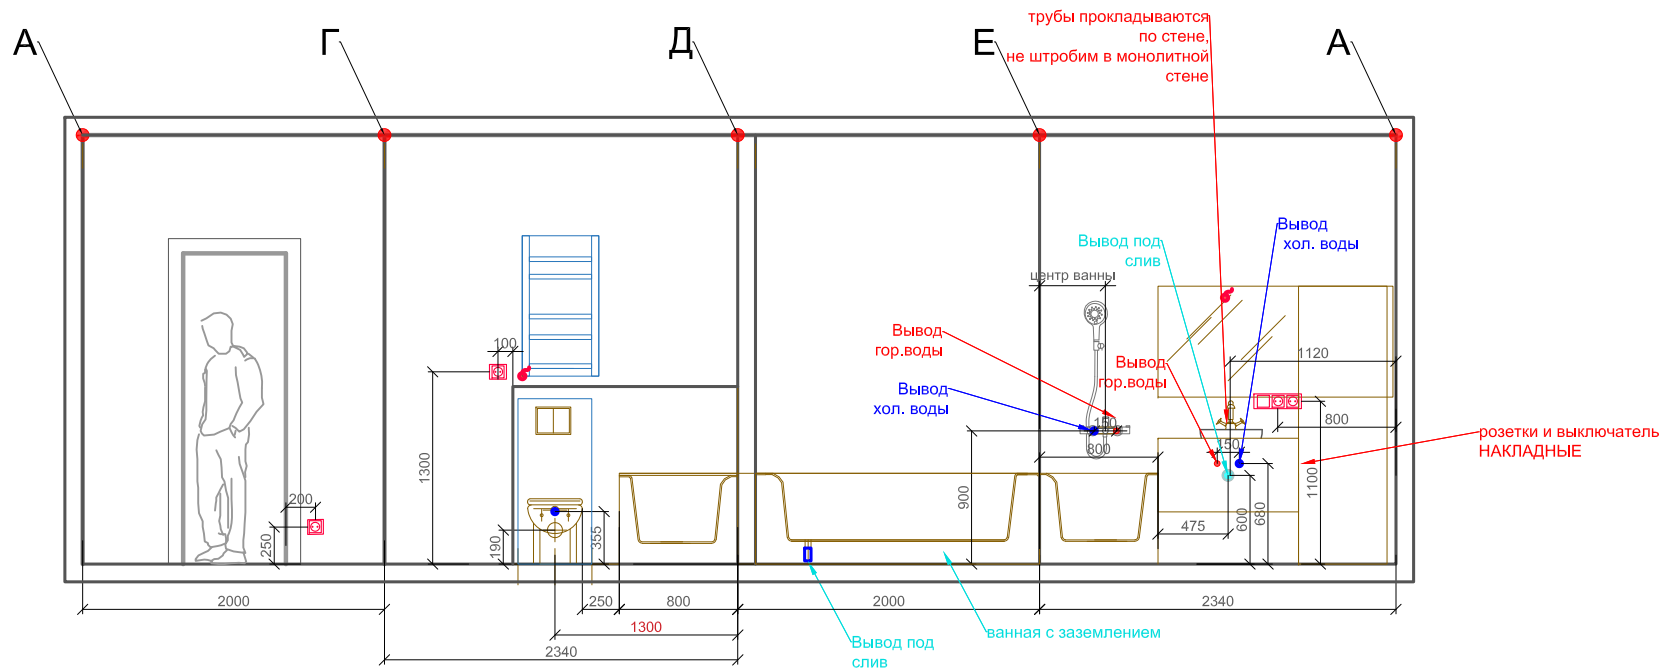 трубы прокладываются
по стене,
не штробим в монолитной
стене
А
Г
Д
Е
А
Вывод
хол. воды
Вывод под
слив
центр ванны
Вывод
гор.воды
Вывод
гор.воды
Вывод
хол. воды
100
1120
150
800
800
1300
розетки и выключатель
НАКЛАДНЫЕ
150
900
1100
200
250
190
355
475
600
680
2000
250
800
2000
2340
1300
ванная с заземлением
Вывод под
слив
2340